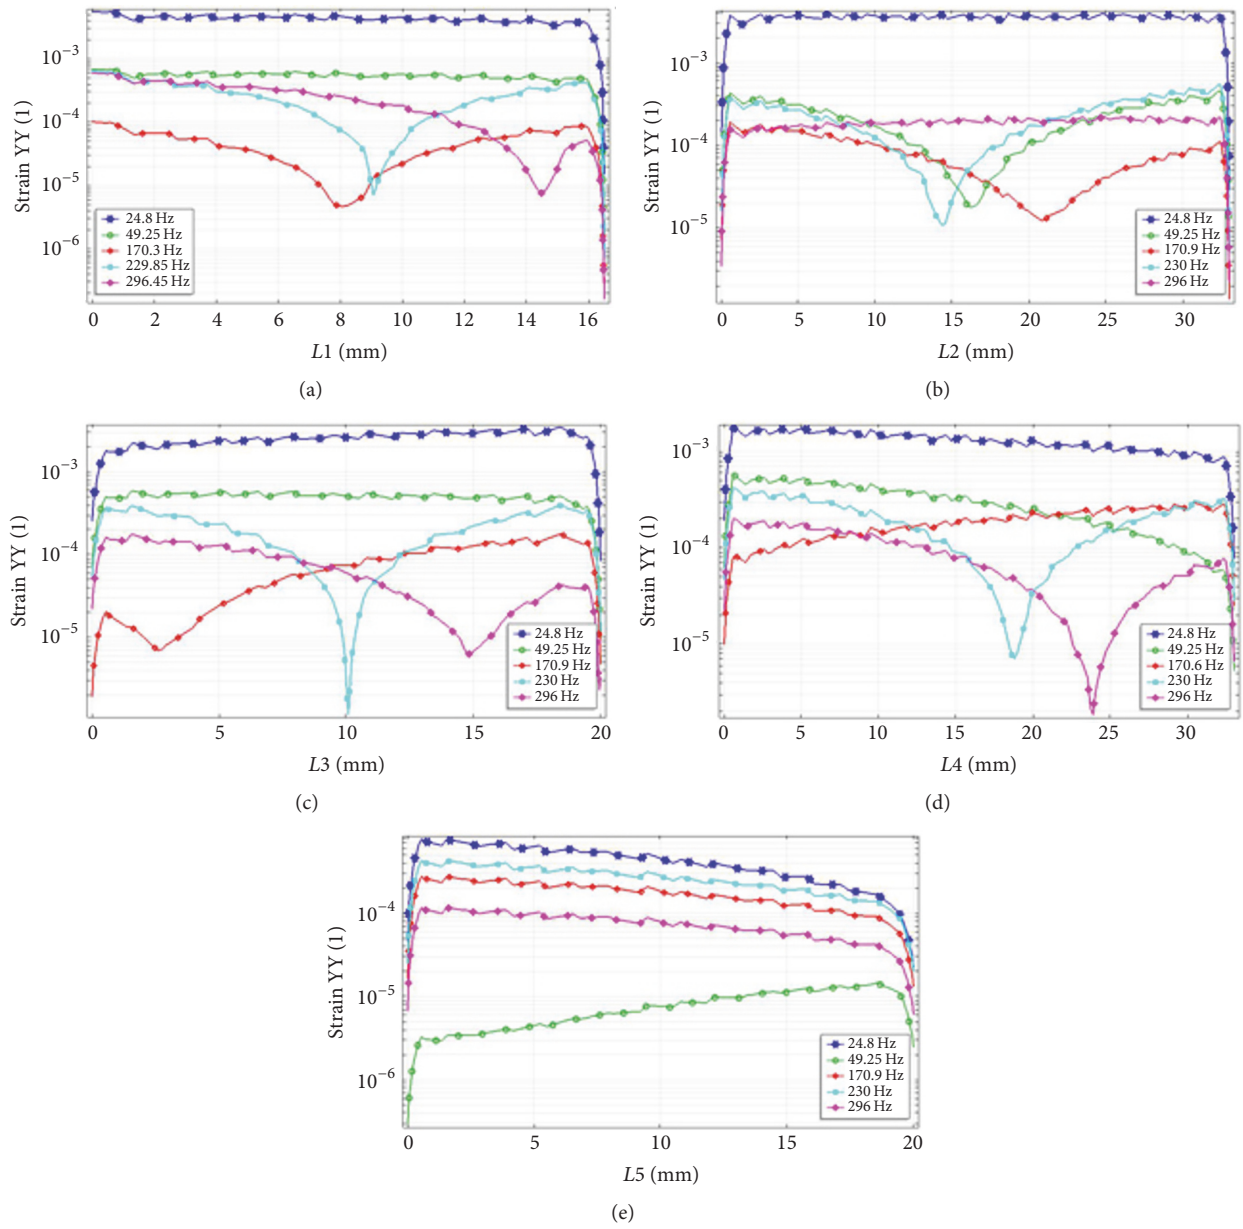 Strain YY (1)
10⁻³
10⁻⁴
10⁻⁵
10⁻⁶
24.8 Hz
49.25 Hz
170.3 Hz
229.85 Hz
296.45 Hz
0 2 4 6 8 10 12 14 16
L1 (mm)
(a)
Strain YY (1)
10⁻³
10⁻⁴
10⁻⁵
24.8 Hz
49.25 Hz
170.9 Hz
230 Hz
296 Hz
0 5 10 15 20 25 30
L2 (mm)
(b)
Strain YY (1)
10⁻³
10⁻⁴
10⁻⁵
24.8 Hz
49.25 Hz
170.9 Hz
230 Hz
296 Hz
0 5 10 15 20
L3 (mm)
(c)
Strain YY (1)
10⁻³
10⁻⁴
10⁻⁵
24.8 Hz
49.25 Hz
170.6 Hz
230 Hz
296 Hz
0 5 10 15 20 25 30
L4 (mm)
(d)
Strain YY (1)
10⁻⁴
10⁻⁵
10⁻⁶
24.8 Hz
49.25 Hz
170.9 Hz
230 Hz
296 Hz
0 5 10 15 20
L5 (mm)
(e)